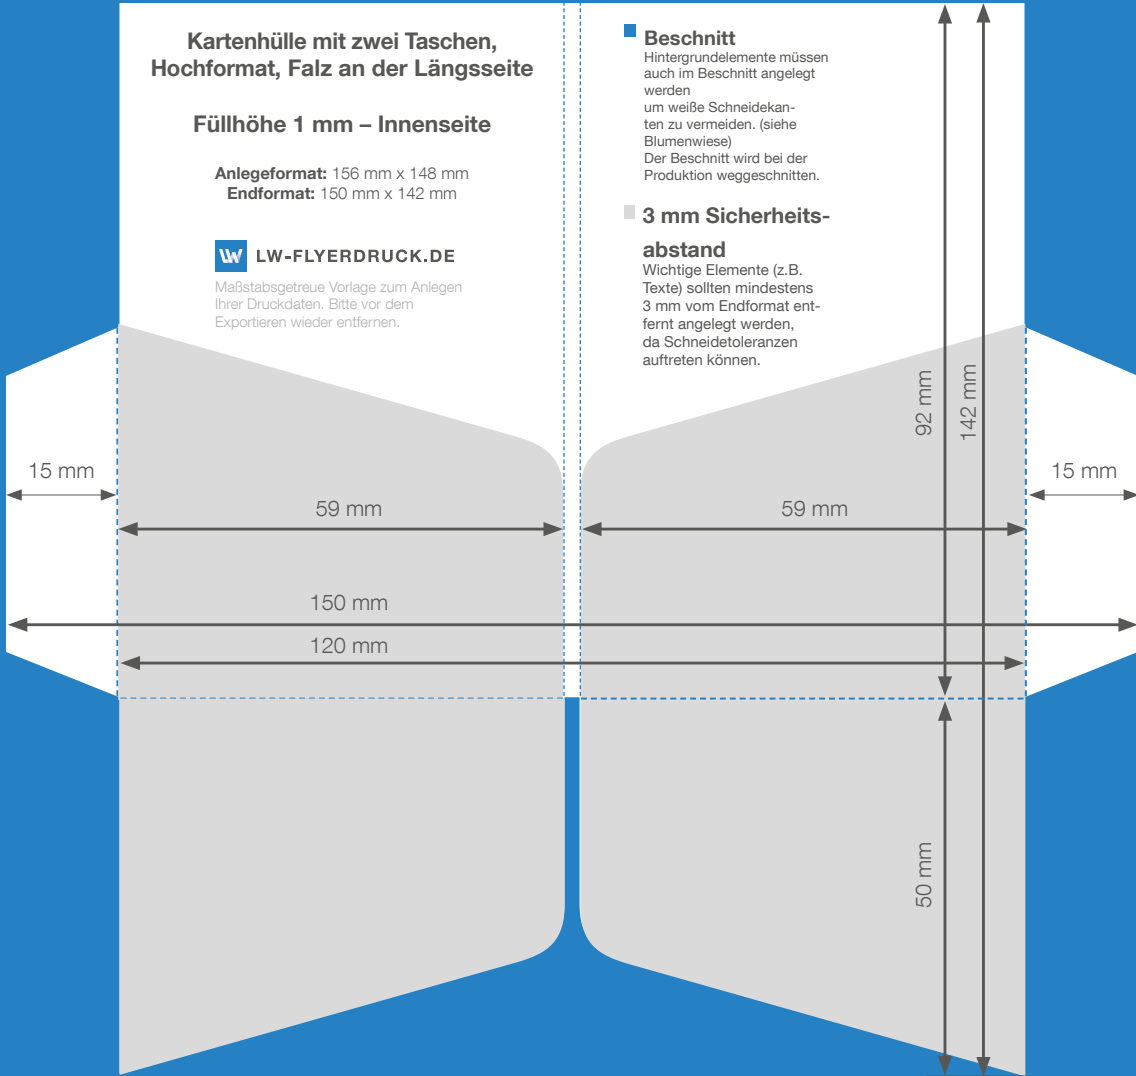 Kartenhülle mit zwei Taschen,
Hochformat, Falz an der Längsseite
Füllhöhe 1 mm – Innenseite
Anlegeformat: 156 mm x 148 mm
Endformat: 150 mm x 142 mm
LW LW-FLYERDRUCK.DE
Maßstabsgetreue Vorlage zum Anlegen
Ihrer Druckdaten. Bitte vor dem
Exportieren wieder entfernen.
Beschnitt
Hintergrundelemente müssen
auch im Beschnitt angelegt
werden
um weiße Schneidekan-
ten zu vermeiden. (siehe
Blumenwiese)
Der Beschnitt wird bei der
Produktion weggeschnitten.
3 mm Sicherheits-
abstand
Wichtige Elemente (z.B.
Texte) sollten mindestens
3 mm vom Endformat ent-
fernt angelegt werden,
da Schneidetoleranzen
auftreten können.
92 mm
142 mm
15 mm
15 mm
59 mm
59 mm
150 mm
120 mm
50 mm